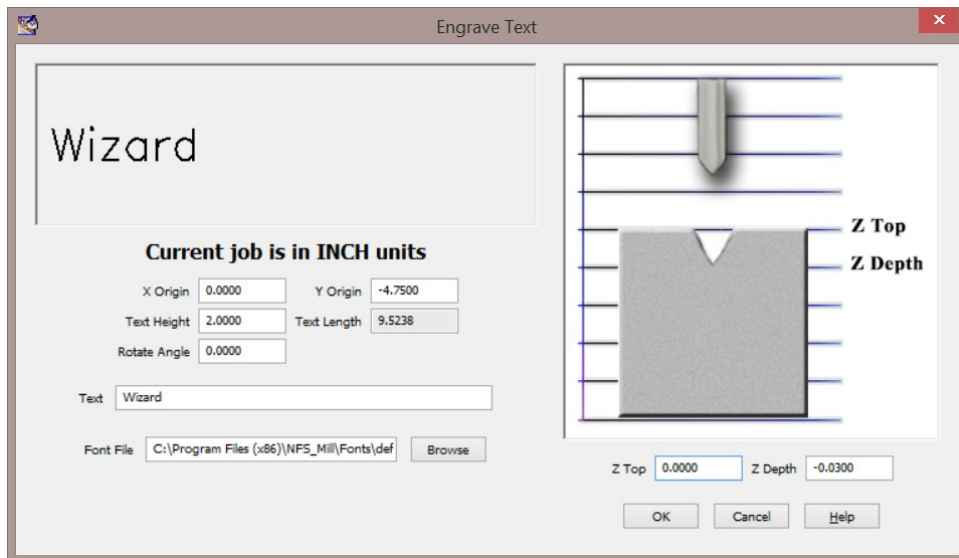 Engrave Text
x
Wizard
Current job is in INCH units
X Origin 0.0000 Y Origin -4.7500
Text Height 2.0000 Text Length 9.5238
Rotate Angle 0.0000
Text Wizard
Font File C:\Program Files (x86)\NFS_Mill\Fonts\def Browse
Z Top
Z Depth
Z Top 0.0000 Z Depth -0.0300
OK Cancel Help